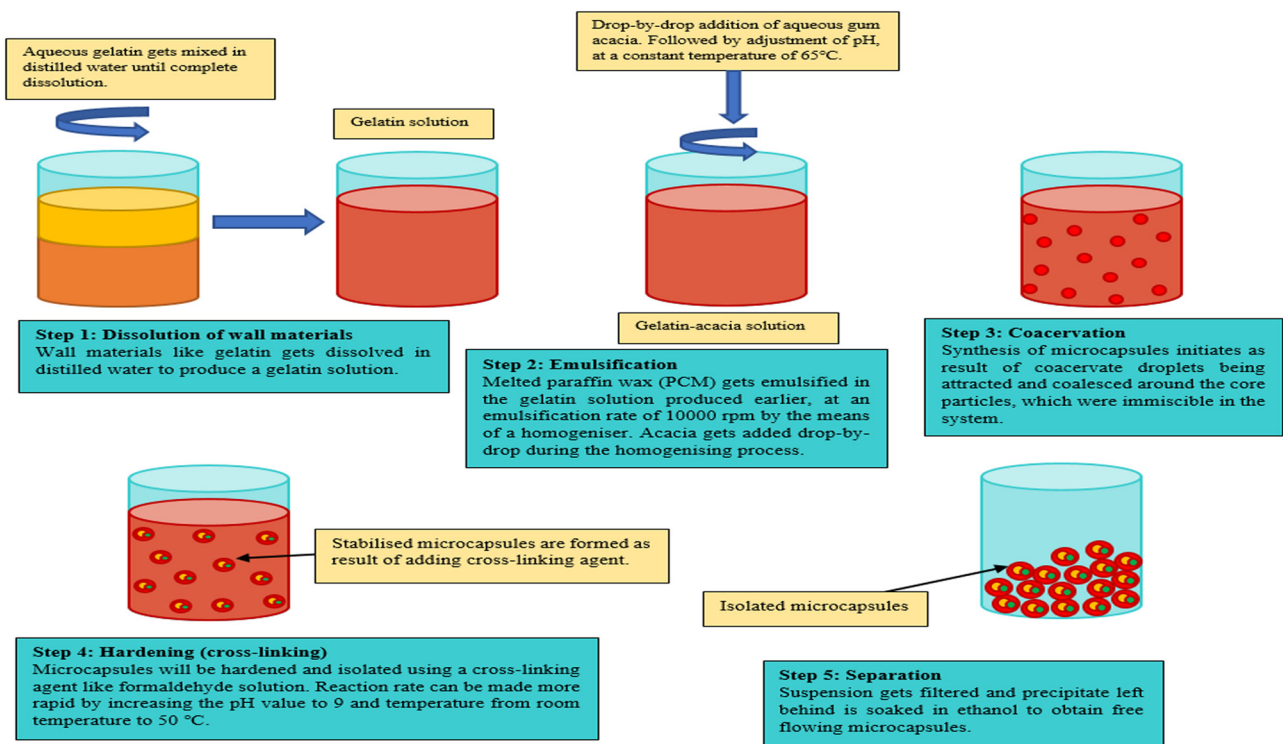 Aqueous gelatin gets mixed in
distilled water until complete
dissolution.
Gelatin solution
Drop-by-drop addition of aqueous gum
acacia. Followed by adjustment of pH,
at a constant temperature of 65°C.
Step 1: Dissolution of wall materials
Wall materials like gelatin gets dissolved in
distilled water to produce a gelatin solution.
Gelatin-acacia solution
Step 2: Emulsification
Melted paraffin wax (PCM) gets emulsified in
the gelatin solution produced earlier, at an
emulsification rate of 10000 rpm by the means
of a homogeniser. Acacia gets added drop-by-
drop during the homogenising process.
Step 3: Coacervation
Synthesis of microcapsules initiates as
result of coacervate droplets being
attracted and coalesced around the core
particles, which were immiscible in the
system.
Stabilised microcapsules are formed as
result of adding cross-linking agent.
Isolated microcapsules
Step 4: Hardening (cross-linking)
Microcapsules will be hardened and isolated using a cross-linking
agent like formaldehyde solution. Reaction rate can be made more
rapid by increasing the pH value to 9 and temperature from room
temperature to 50 °C.
Step 5: Separation
Suspension gets filtered and precipitate left
behind is soaked in ethanol to obtain free
flowing microcapsules.